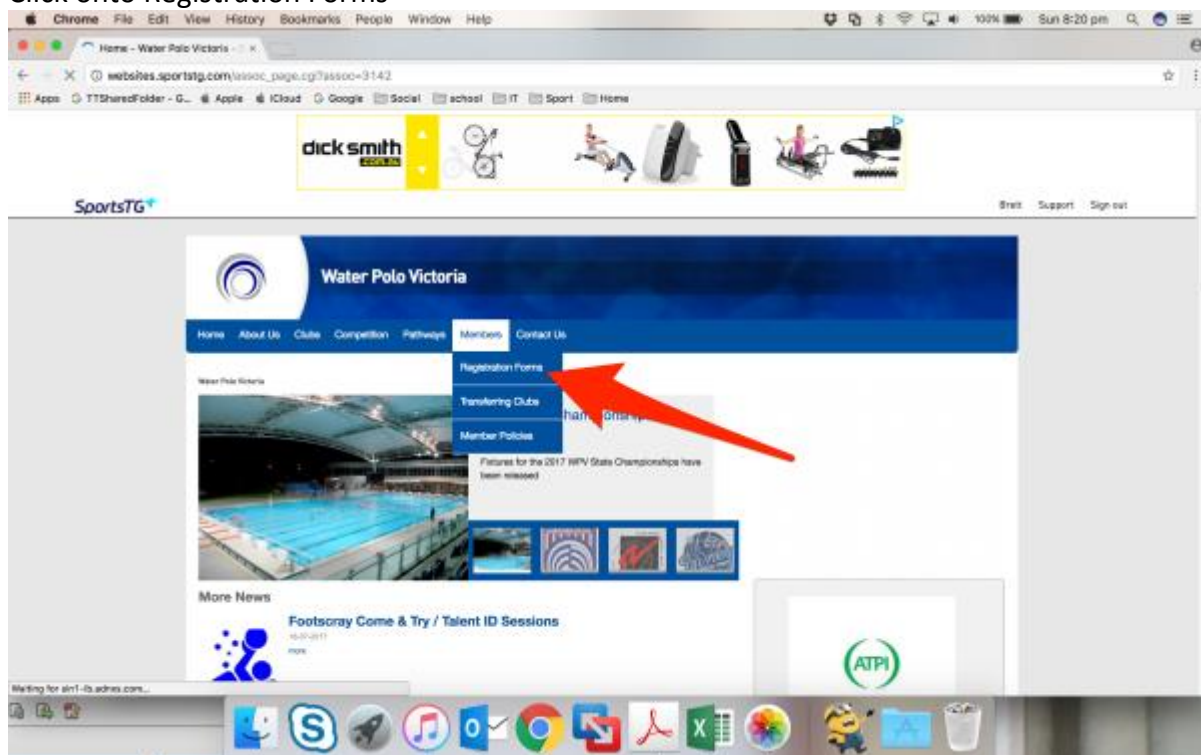 Click Onto Registration Forms
Chrome File Edit View History Bookmarks People Window Help 100% Sun 8:20 pm
Home - Water Polo Victoria -
websites.sportstg.com/assoc_page.cgi?assoc=3142
Apps TTSharedFolder - G... Apple iCloud Google Social school IT Sport Home
dick smith
.com.au
SportsTG
Brett Support Sign out
Water Polo Victoria
Home About Us Clubs Competition Pathways Members Contact Us
Registration Forms
Water Polo Victoria
Transferring Clubs
Member Policies
Fixtures for the 2017 WPV State Championships have
been released
More News
Footscray Come & Try / Talent ID Sessions
more
ATPI